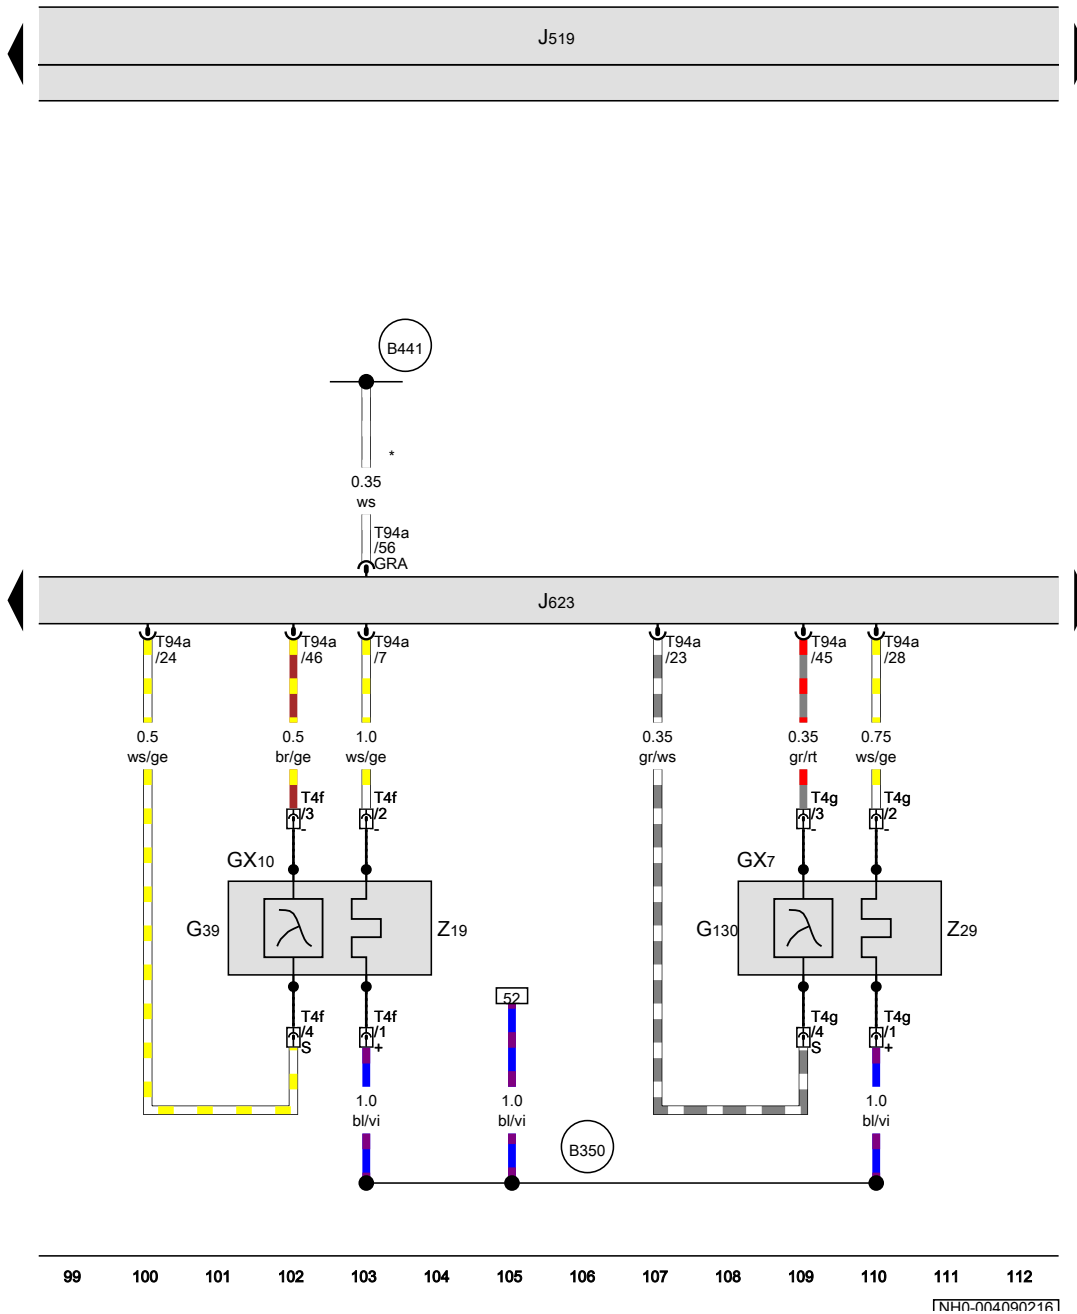 J519
B441
*
0.35
ws
T94a
/56
GRA
J623
T94a
/24
T94a
/46
T94a
/7
T94a
/23
T94a
/45
T94a
/28
0.5
ws/ge
0.5
br/ge
1.0
ws/ge
0.35
gr/ws
0.35
gr/rt
0.75
ws/ge
T4f
/3
-
T4f
/2
-
T4g
/3
-
T4g
/2
-
GX10
GX7
G39
Z19
G130
Z29
52
T4f
/4
S
T4f
/1
+
T4g
/4
S
T4g
/1
+
1.0
bl/vi
1.0
bl/vi
1.0
bl/vi
B350
99 100 101 102 103 104 105 106 107 108 109 110 111 112
NH0-004090216